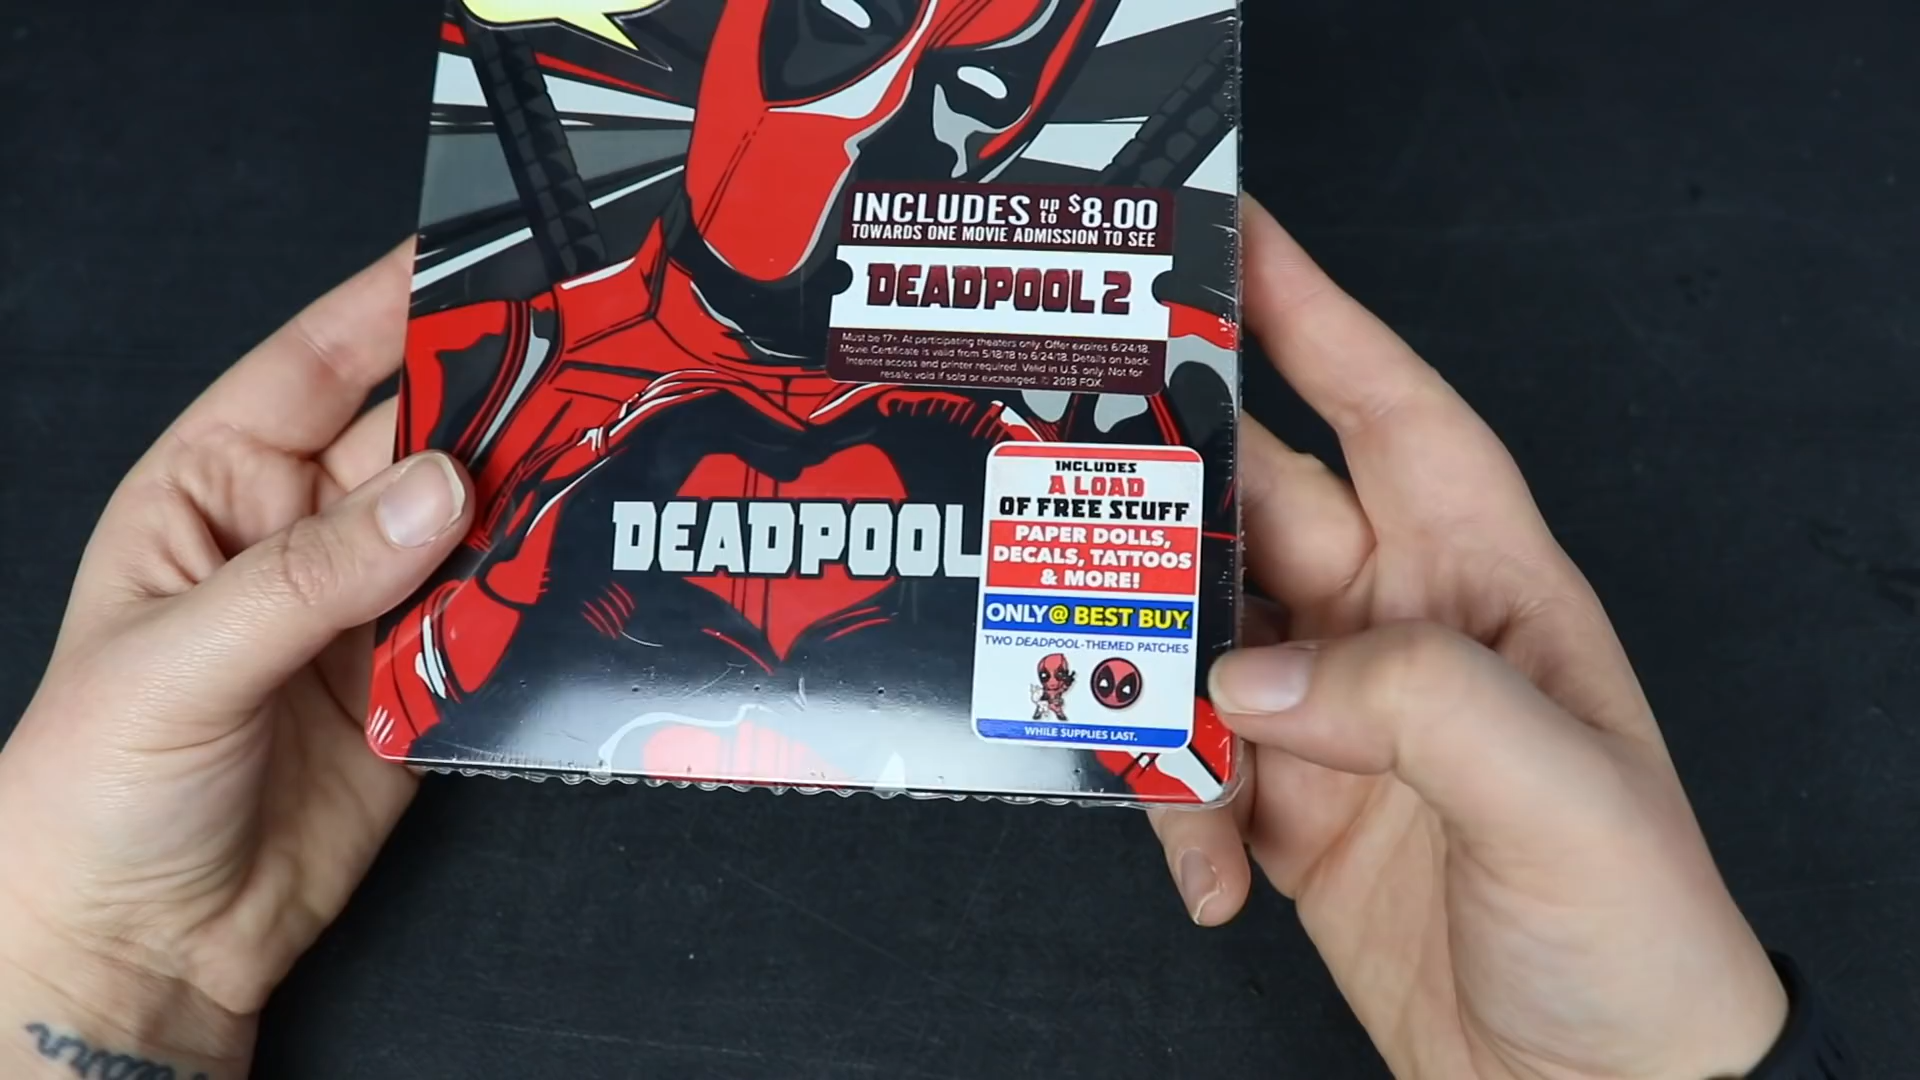 INCLUDES up to $8.00
TOWARDS ONE MOVIE ADMISSION TO SEE
DEADPOOL 2
Must be 17+. At participating theaters only. Offer expires 6/24/18.
Movie Certificate is valid from 5/18/18 to 6/24/18. Details on back.
Internet access and printer required. Valid in U.S. only. Not for
resale; void if sold or exchanged. © 2018 FOX.
DEADPOOL
INCLUDES
A LOAD
OF FREE STUFF
PAPER DOLLS,
DECALS, TATTOOS
& MORE!
ONLY@ BEST BUY
TWO DEADPOOL-THEMED PATCHES
WHILE SUPPLIES LAST.